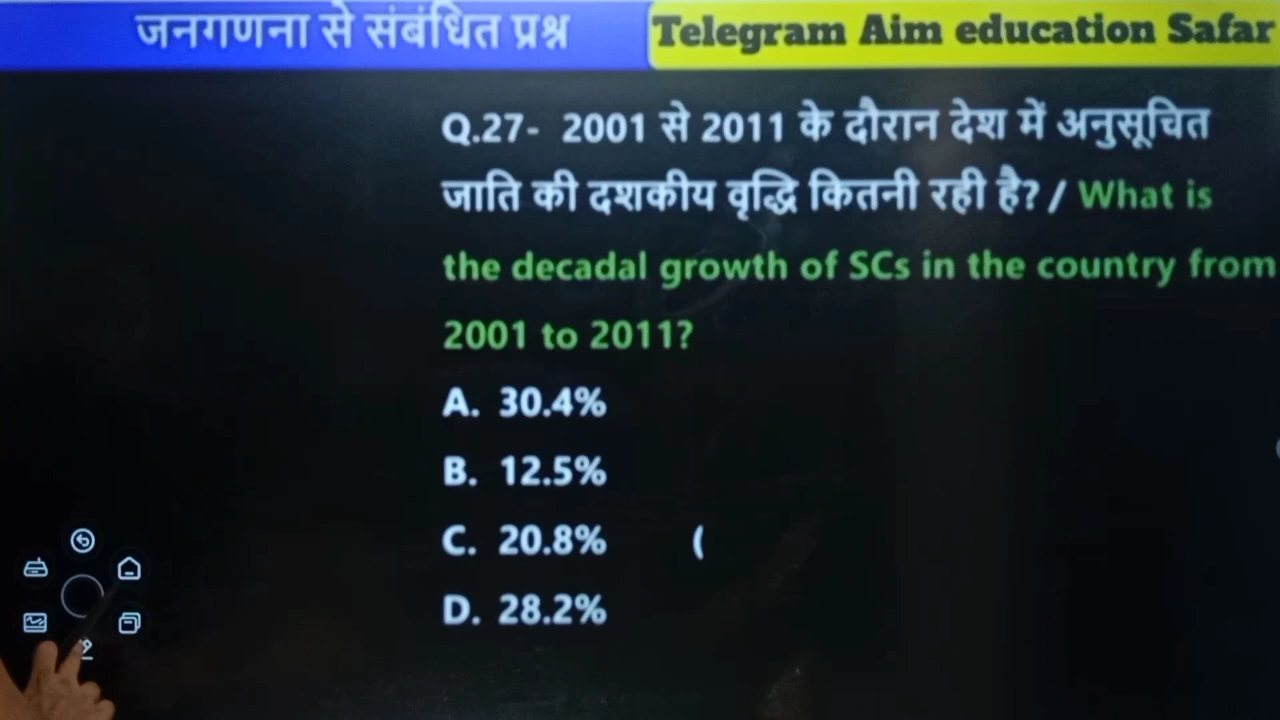 जनगणना से संबंधित प्रश्न
Telegram Aim education Safar
Q.27- 2001 से 2011 के दौरान देश में अनुसूचित
जाति की दशकीय वृद्धि कितनी रही है? / What is
the decadal growth of SCs in the country from
2001 to 2011?
A. 30.4%
B. 12.5%
C. 20.8% (
D. 28.2%